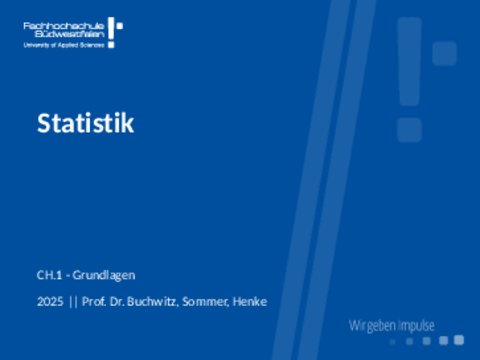 Fachhochschule
Südwestfalen
University of Applied Sciences
Statistik
CH.1 - Grundlagen
2025 || Prof. Dr. Buchwitz, Sommer, Henke
Wir geben Impulse